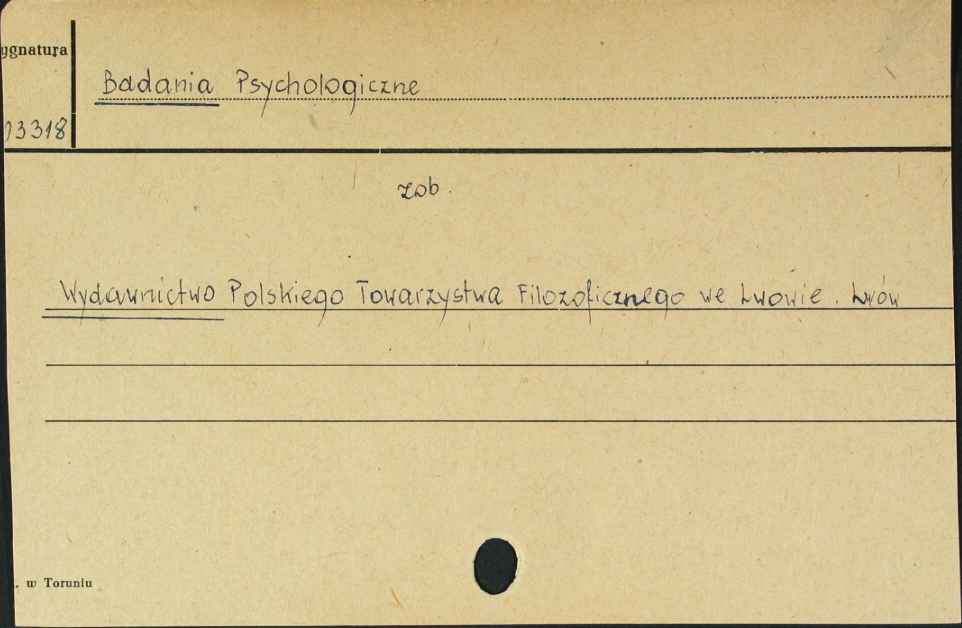 ygnatura
Badania Psychologiczne
03318
zob.
Wydawnictwo Polskiego Towarzystwa Filozoficznego we Lwowie. Lwów
. w Toruniu